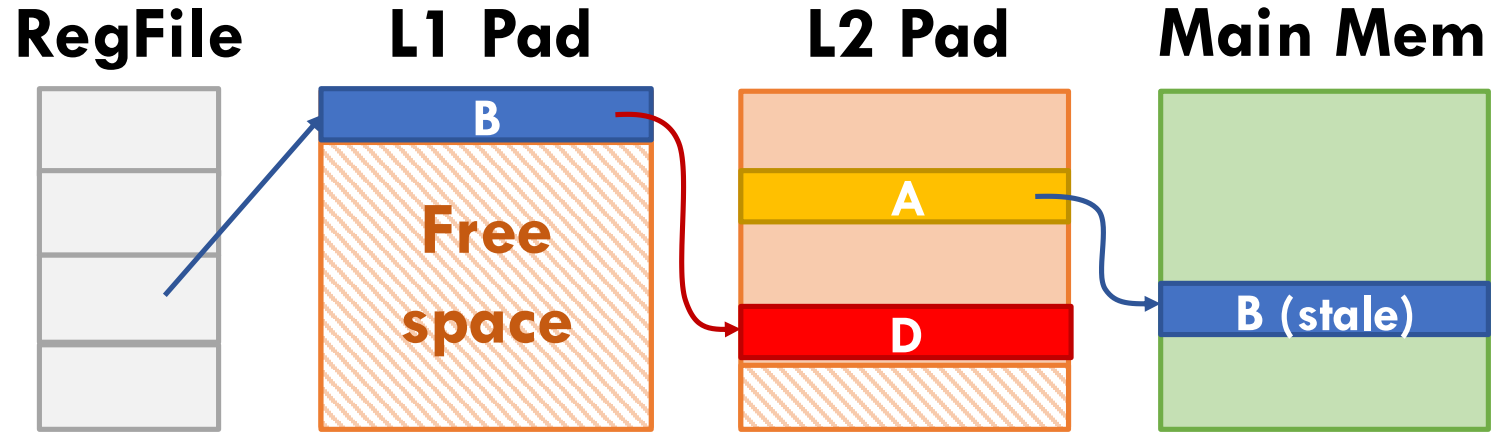 RegFile
L1 Pad
L2 Pad
Main Mem
B
Free
space
A
D
B (stale)